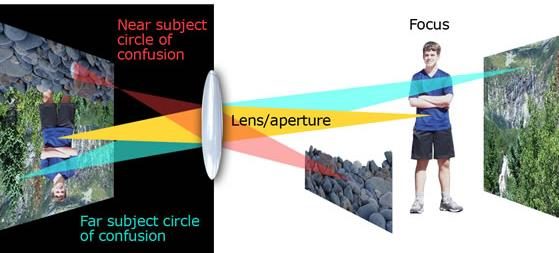 Near subject
circle of
confusion
Focus
Lens/aperture
Far subject circle
of confusion